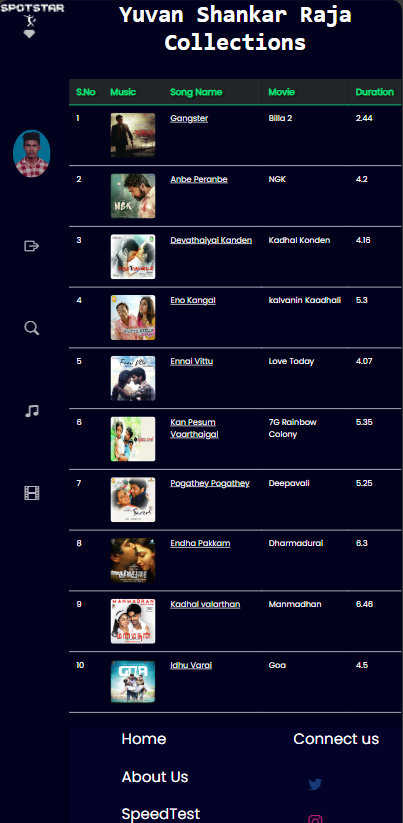 SPOTSTAR
Yuvan Shankar Raja
Collections
S.No Music Song Name Movie Duration
1 Gangster Billa 2 2.44
2 NGK Anbe Peranbe NGK 4.2
3 Devathaiyai Kanden Kadhal Konden 4.16
4 Eno Kangal kalvanin Kaadhali 5.3
5 Ennai Vittu Love Today 4.07
6 Kan Pesum Vaarthaigal 7G Rainbow Colony 5.35
7 Pogathey Pogathey Deepavali 5.25
8 Endha Pakkam Dharmadurai 6.3
9 MANMADHAN Kadhal valarthan Manmadhan 6.46
10 GOA Idhu Varai Goa 4.5
Home Connect us
About Us
SpeedTest